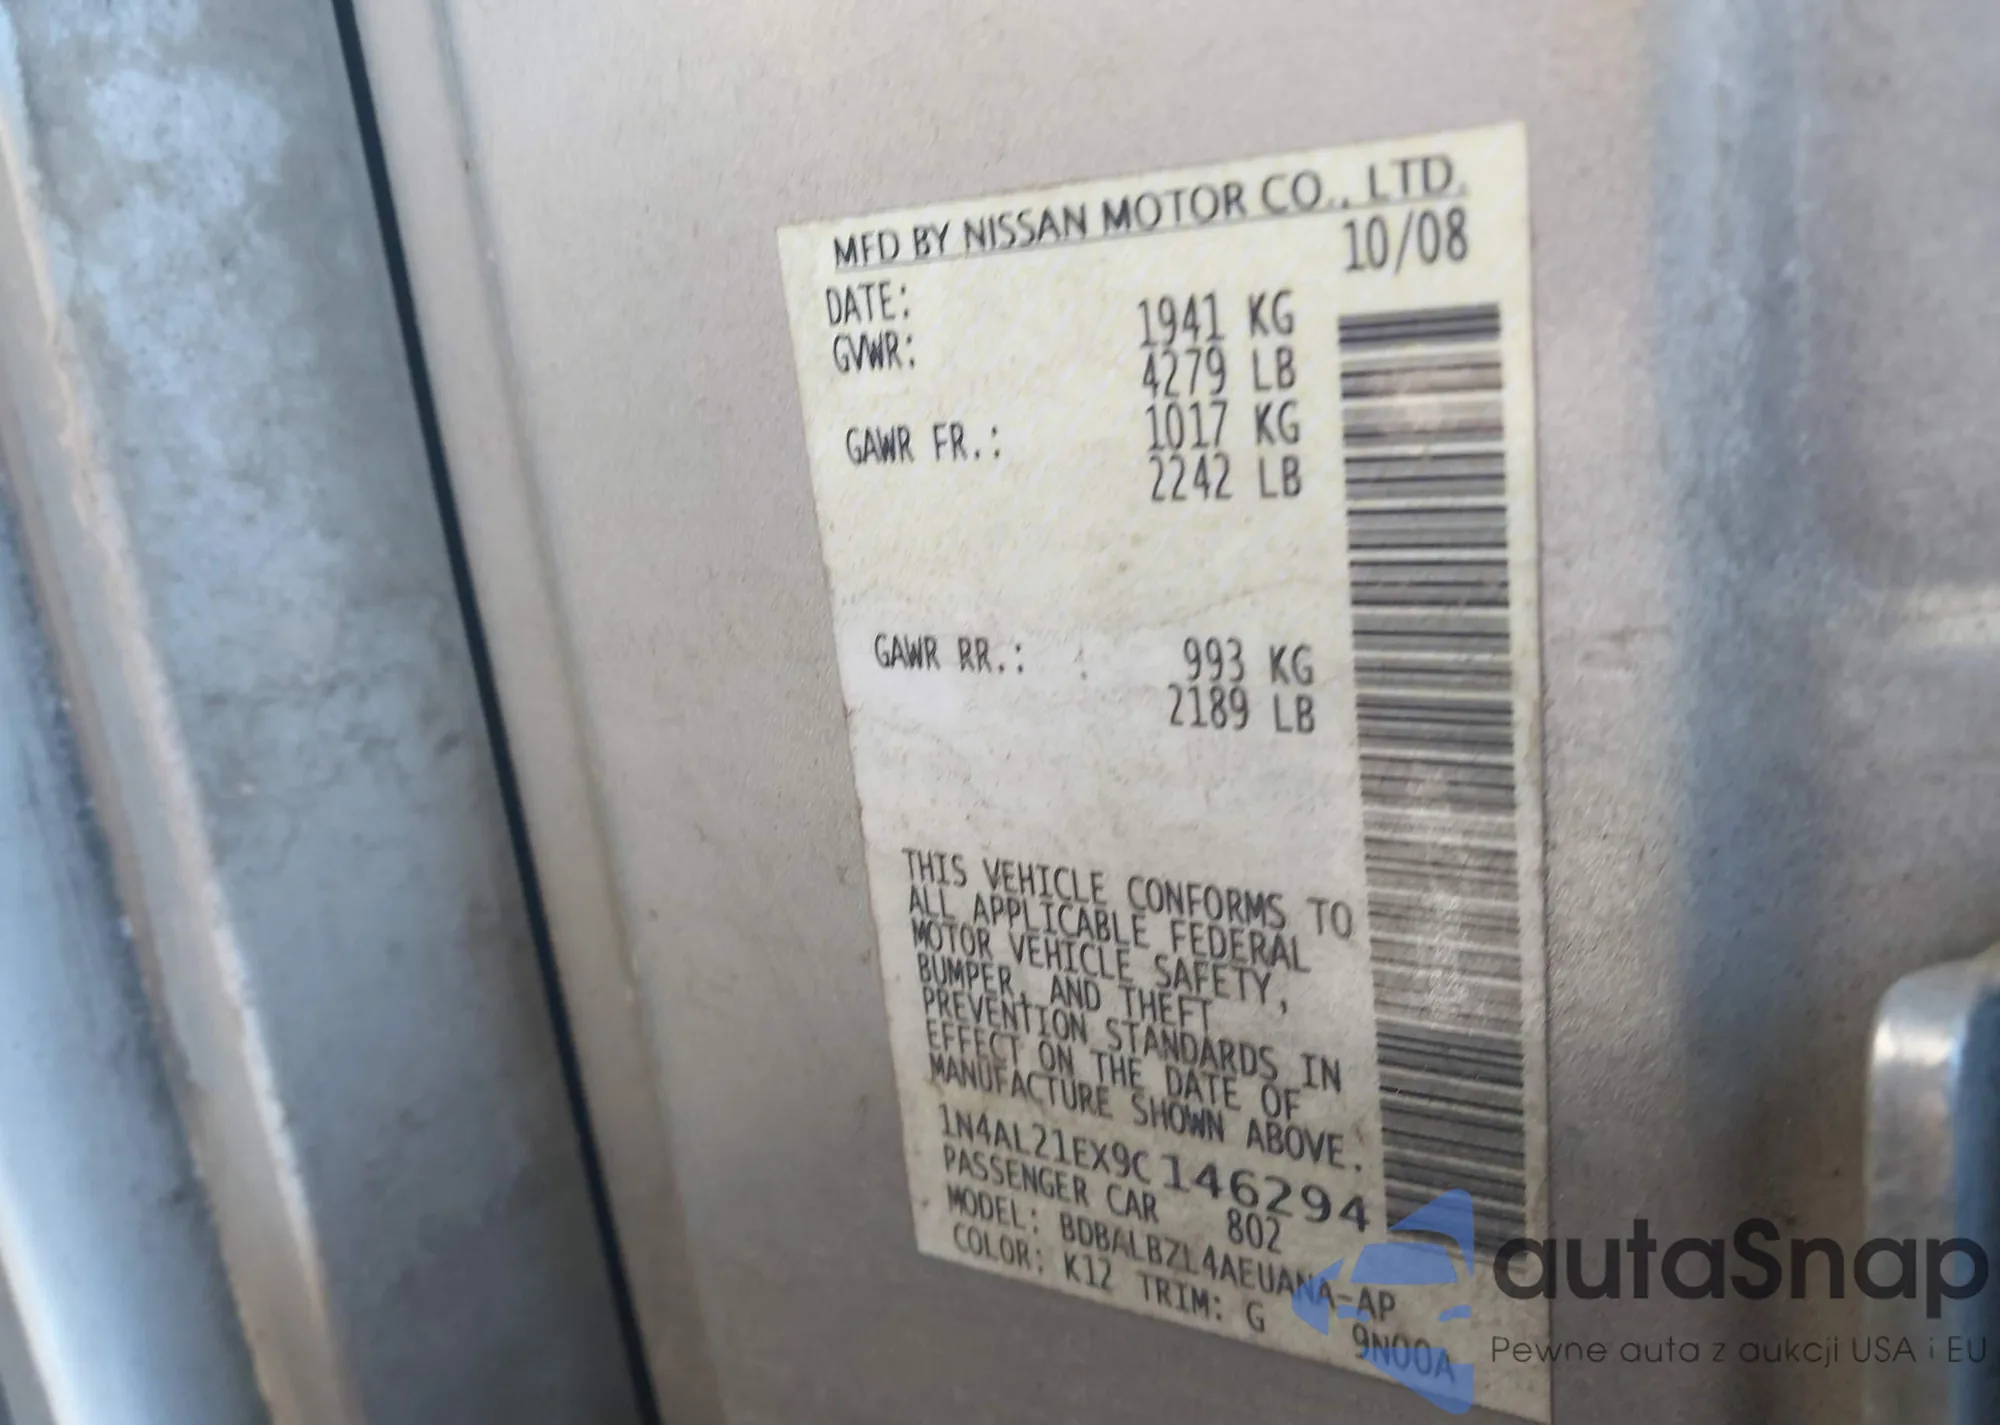 MFD BY NISSAN MOTOR CO., LTD.
DATE: 10/08
GVWR: 1941 KG
4279 LB
GAWR FR.: 1017 KG
2242 LB
GAWR RR.: 993 KG
2189 LB
THIS VEHICLE CONFORMS TO
ALL APPLICABLE FEDERAL
MOTOR VEHICLE SAFETY,
BUMPER, AND THEFT
PREVENTION STANDARDS IN
EFFECT ON THE DATE OF
MANUFACTURE SHOWN ABOVE.
1N4AL21EX9C146294
PASSENGER CAR 802
MODEL: BDBALBZL4AEUANA-AP
COLOR: K12 TRIM: G 9N00A
autaSnap
Pewne auta z aukcji USA i EU